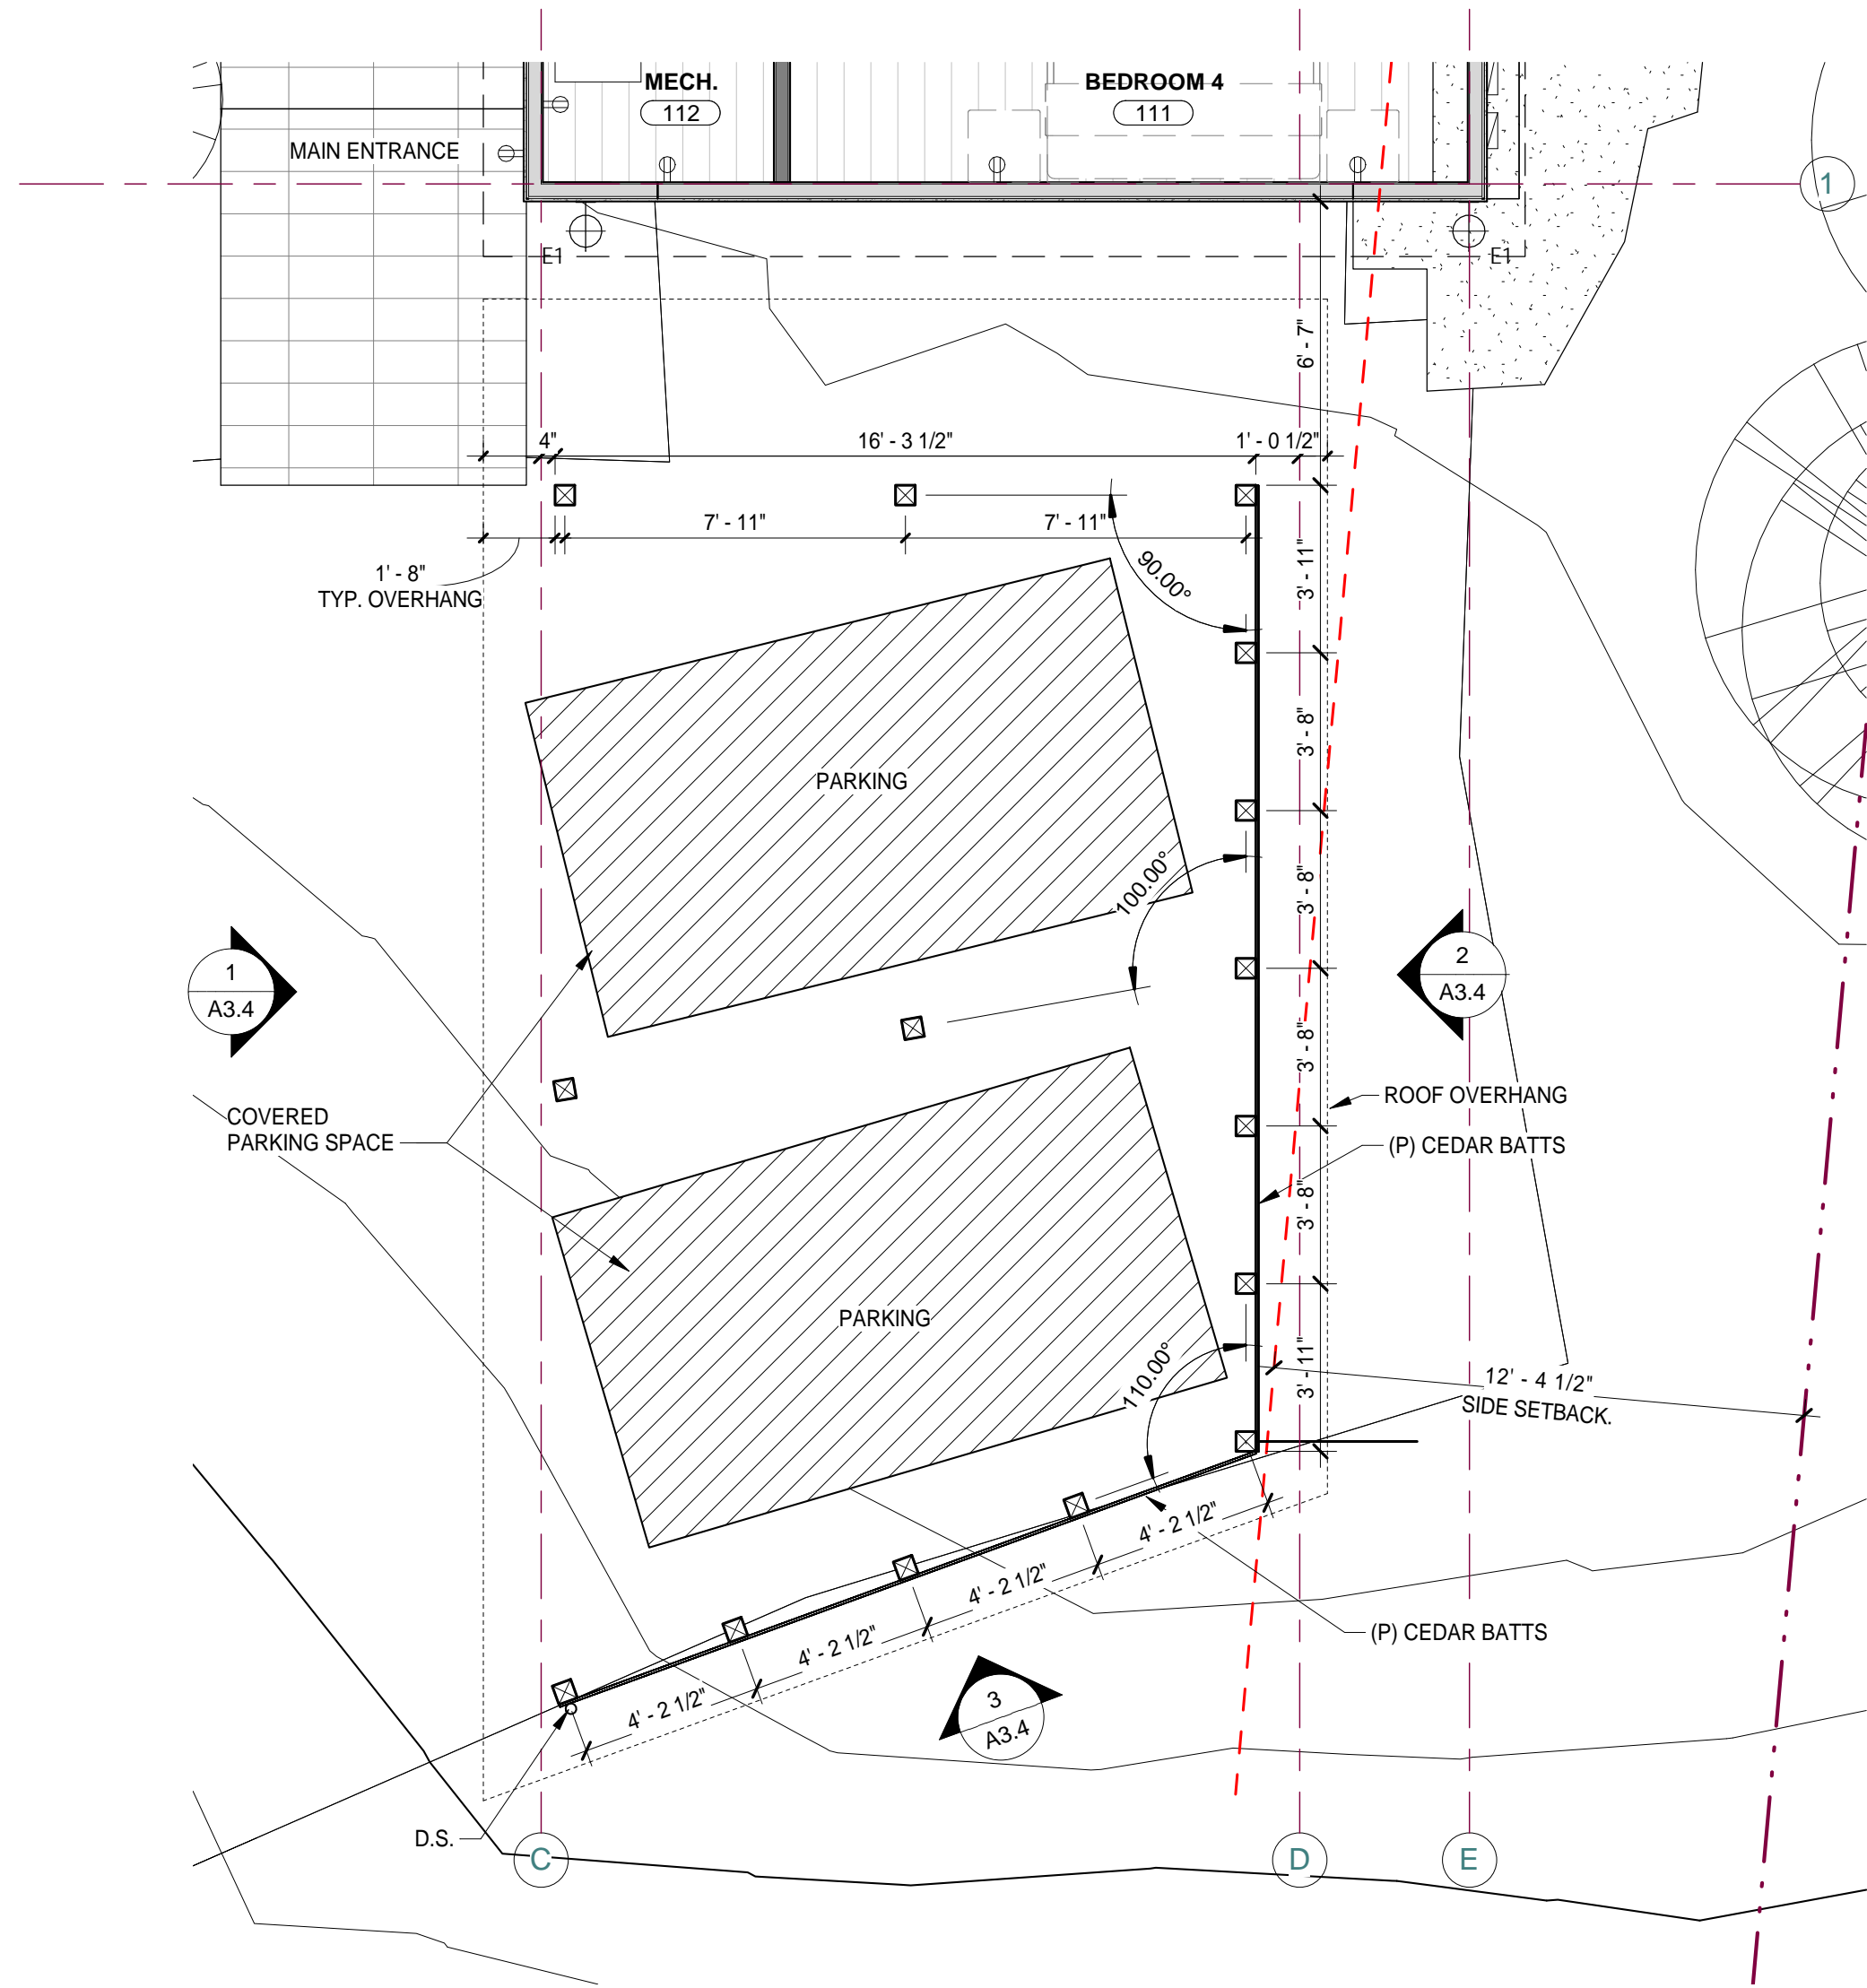 MECH.
112
BEDROOM 4
111
MAIN ENTRANCE
1
E1
E1
6' - 7"
4"
16' - 3 1/2"
1' - 0 1/2"
7' - 11"
7' - 11"
1' - 8"
TYP. OVERHANG
90.00°
3' - 11"
3' - 8"
PARKING
100.00°
3' - 8"
1
A3.4
2
A3.4
3' - 8"
COVERED
PARKING SPACE
ROOF OVERHANG
(P) CEDAR BATTS
3' - 8"
PARKING
110.00°
3' - 11"
12' - 4 1/2"
SIDE SETBACK.
4' - 2 1/2"
4' - 2 1/2"
4' - 2 1/2"
4' - 2 1/2"
(P) CEDAR BATTS
3
A3.4
D.S.
C
D
E